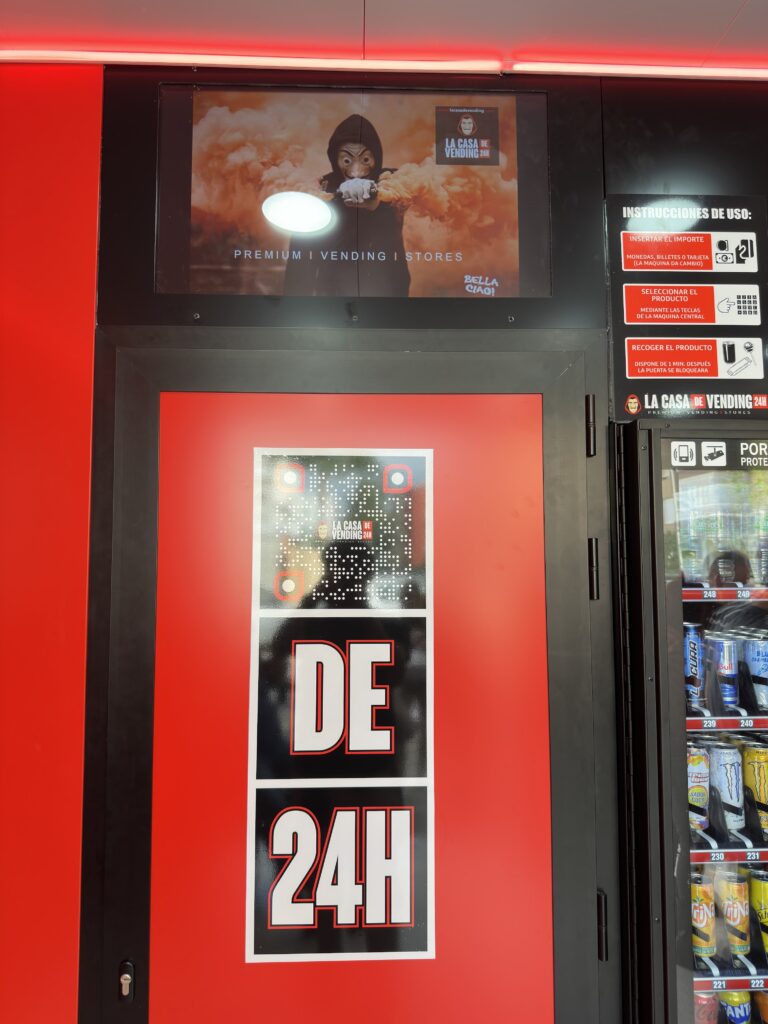 lacasadevending
LA CASA DE
VENDING 24H
PREMIUM | VENDING | STORES
BELLA
CIAO!
INSTRUCCIONES DE USO:
INSERTAR EL IMPORTE
MONEDAS, BILLETES O TARJETA
(LA MAQUINA DA CAMBIO)
SELECCIONAR EL
PRODUCTO
MEDIANTE LAS TECLAS
DE LA MAQUINA CENTRAL
RECOGER EL PRODUCTO
DISPONE DE 1 MIN. DESPUÉS
LA PUERTA SE BLOQUEARA
LA CASA DE VENDING 24H
PREMIUM | VENDING | STORES
POR
PROTE
LA CASA DE
VENDING 24H
DE
24H
248 249
239 240
230 231
221 222